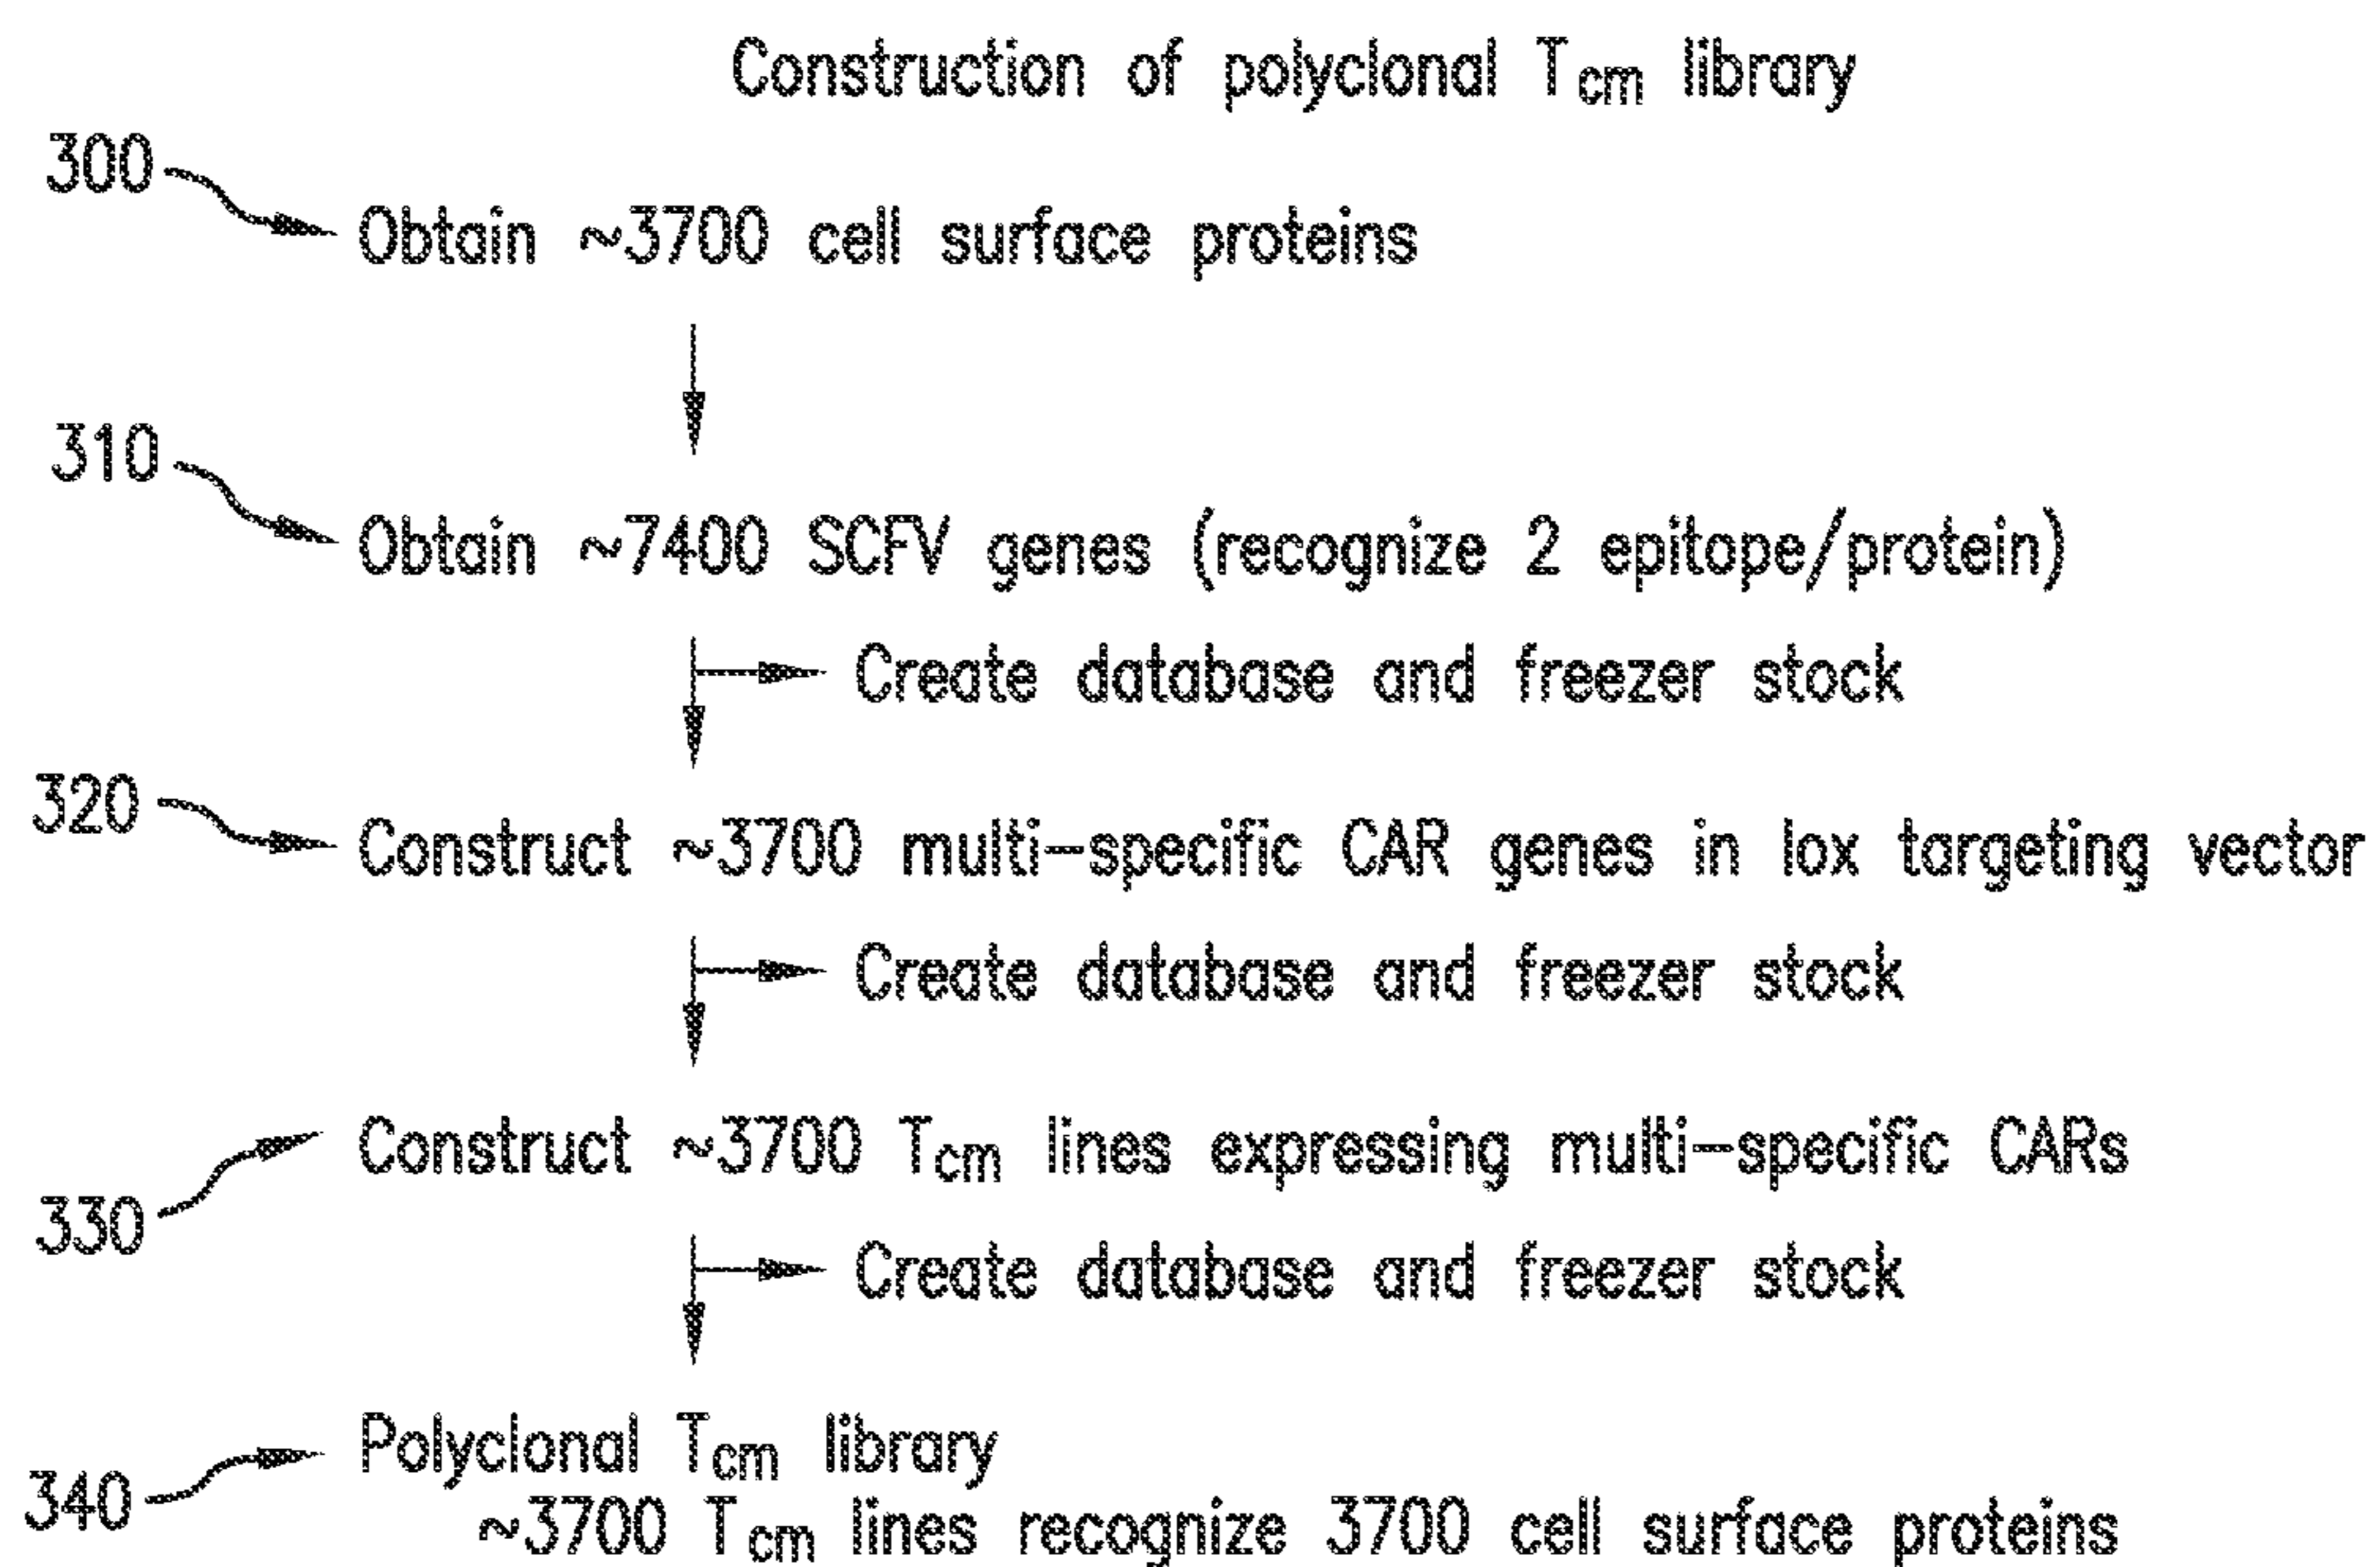 Construction of polyclonal Tcm library
300
Obtain ~3700 cell surface proteins
310
Obtain ~7400 SCFV genes (recognize 2 epitope/protein)
Create database and freezer stock
320
Construct ~3700 multi-specific CAR genes in lox targeting vector
Create database and freezer stock
Construct ~3700 Tcm lines expressing multi-specific CARs
330
Create database and freezer stock
Polyclonal Tcm library
340
~3700 Tcm lines recognize 3700 cell surface proteins